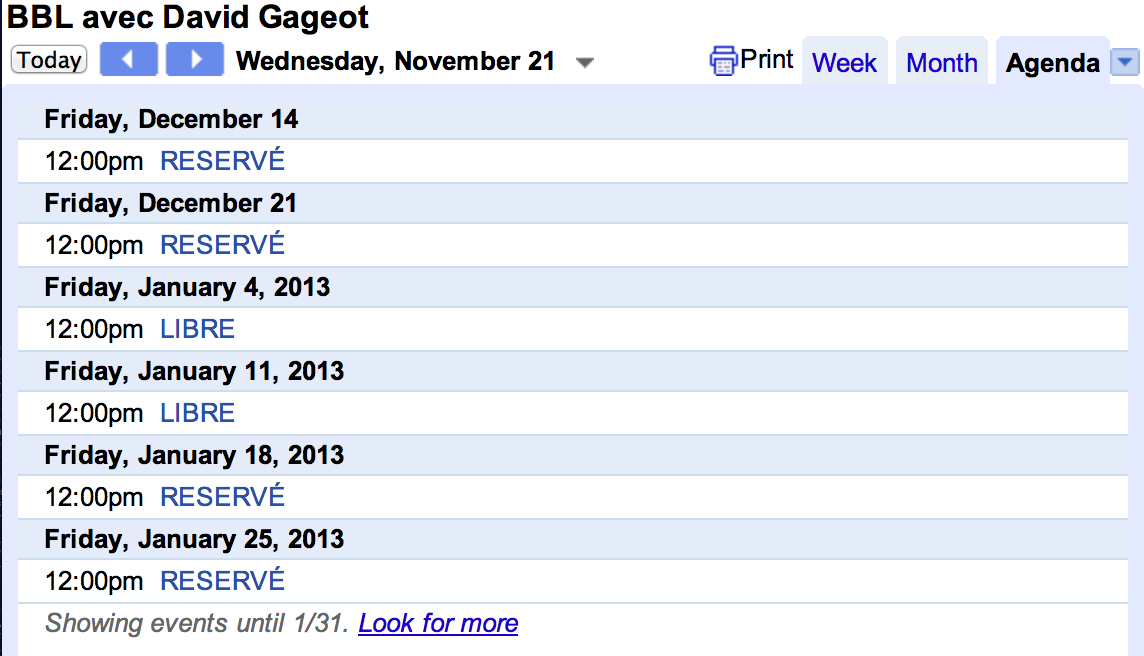 BBL avec David Gageot
Today Wednesday, November 21 Print Week Month Agenda
Friday, December 14
12:00pm RESERVÉ
Friday, December 21
12:00pm RESERVÉ
Friday, January 4, 2013
12:00pm LIBRE
Friday, January 11, 2013
12:00pm LIBRE
Friday, January 18, 2013
12:00pm RESERVÉ
Friday, January 25, 2013
12:00pm RESERVÉ
Showing events until 1/31. Look for more